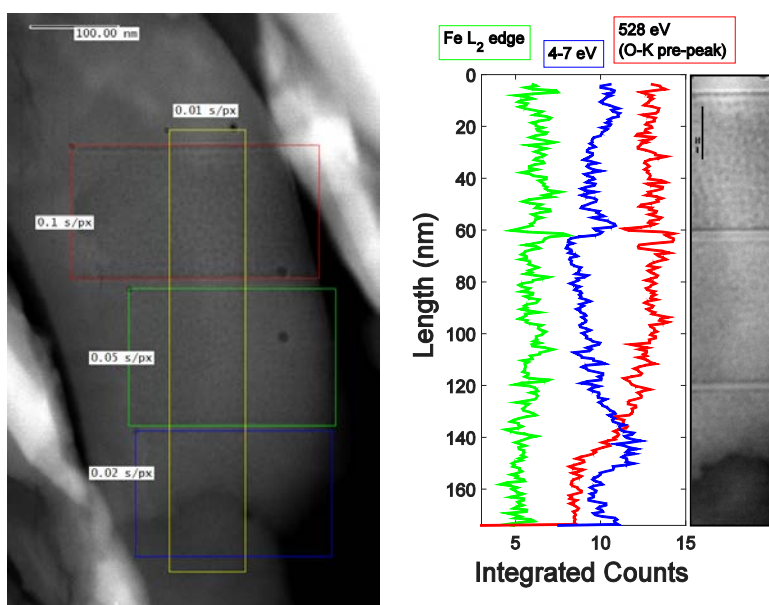 100.00 nm
0.01 s/px
0.1 s/px
0.05 s/px
0.02 s/px
Fe L2 edge
4-7 eV
528 eV
(O-K pre-peak)
0
20
40
60
80
100
120
140
160
Length (nm)
5
10
15
Integrated Counts